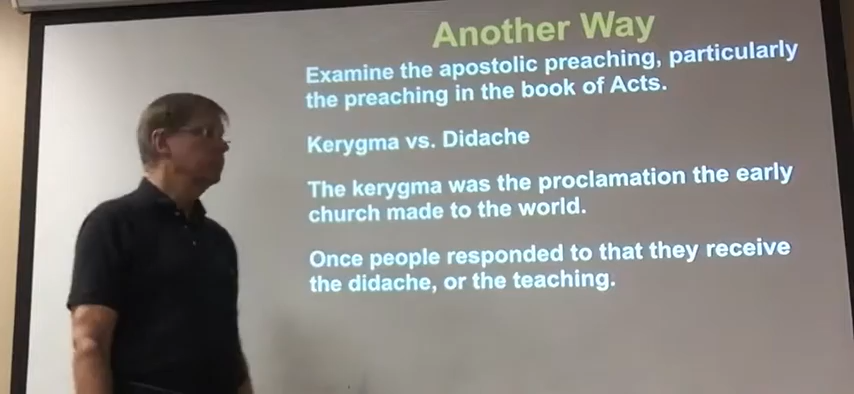 Another Way
Examine the apostolic preaching, particularly
the preaching in the book of Acts.
Kerygma vs. Didache
The kerygma was the proclamation the early
church made to the world.
Once people responded to that they receive
the didache, or the teaching.